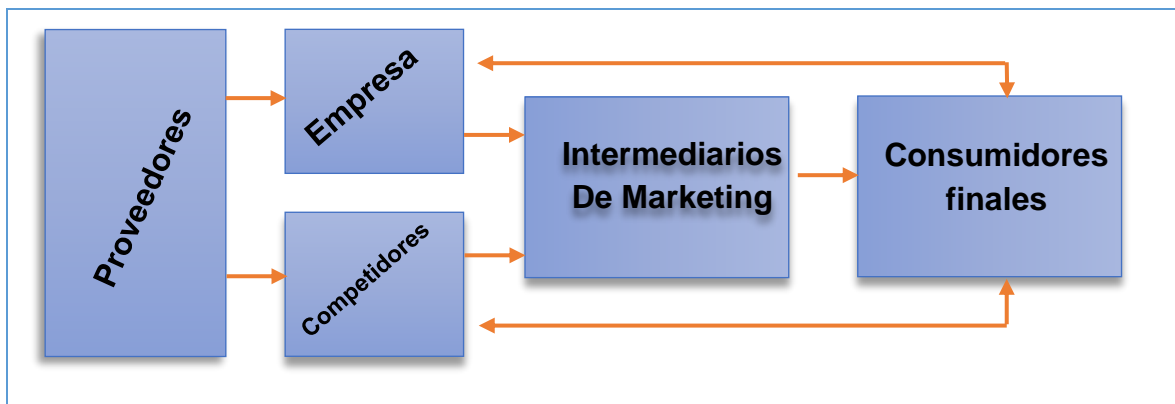 Proveedores
Empresa
Competidores
Intermediarios
De Marketing
Consumidores
finales